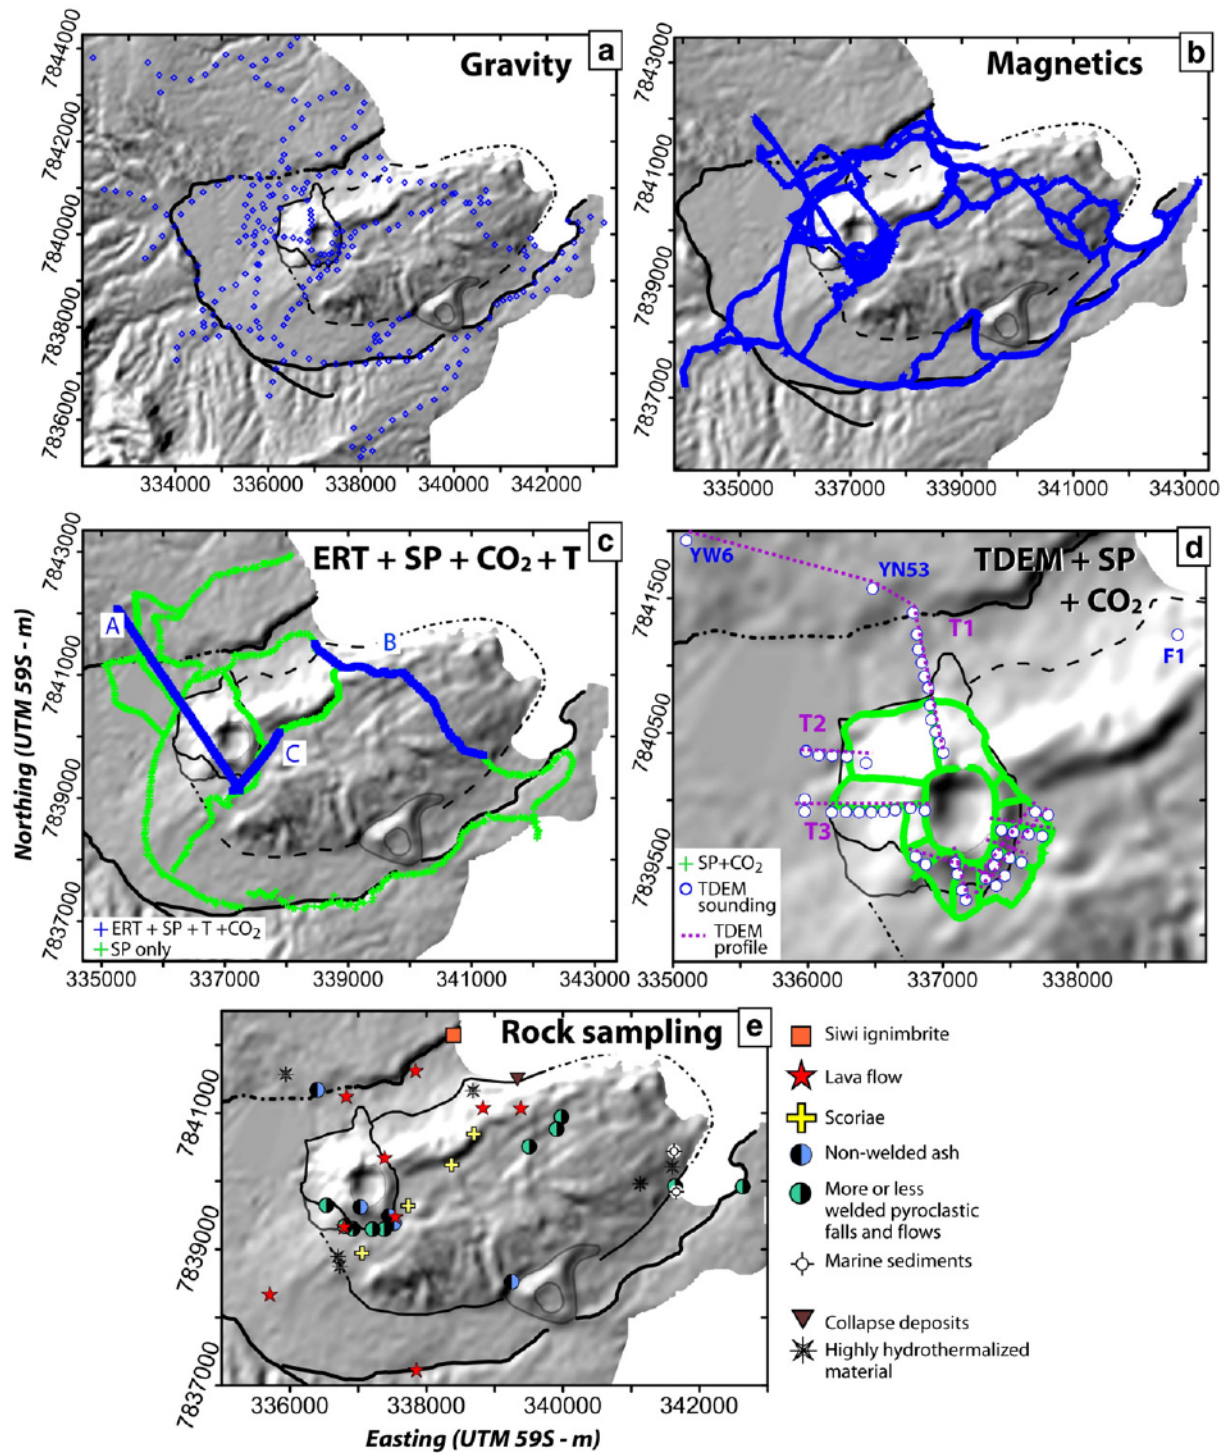 a
Gravity
7844000
7842000
7840000
7838000
7836000
334000 336000 338000 340000 342000
b
Magnetics
7843000
7841000
7839000
7837000
335000 337000 339000 341000 343000
c
ERT + SP + CO2 + T
7843000
7841000
7839000
7837000
A
B
C
+ ERT + SP + T +CO2
+ SP only
335000 337000 339000 341000 343000
Northing (UTM 59S - m)
d
TDEM + SP
+ CO2
YW6
YN53
T1
F1
T2
T3
7841500
7840500
7839500
+ SP+CO2
TDEM
sounding
TDEM
profile
335000 336000 337000 338000
e
Rock sampling
7841000
7839000
7837000
336000 338000 340000 342000
Easting (UTM 59S - m)
Siwi ignimbrite
Lava flow
Scoriae
Non-welded ash
More or less
welded pyroclastic
falls and flows
Marine sediments
Collapse deposits
Highly hydrothermalized
material